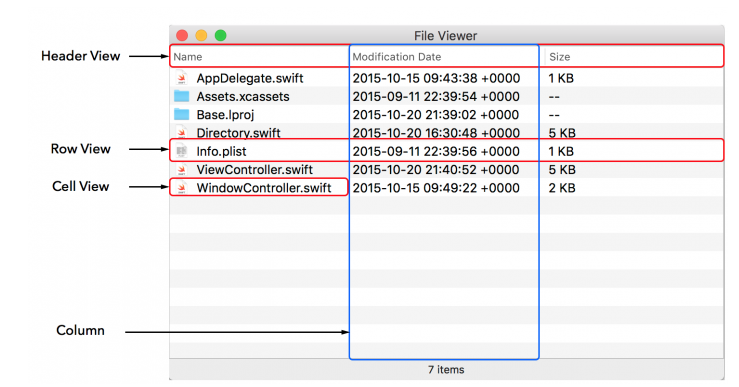 File Viewer
Header View
Name Modification Date Size
AppDelegate.swift 2015-10-15 09:43:38 +0000 1 KB
Assets.xcassets 2015-09-11 22:39:54 +0000 --
Base.lproj 2015-10-20 21:39:02 +0000 --
Directory.swift 2015-10-20 16:30:48 +0000 5 KB
Row View
Info.plist 2015-09-11 22:39:56 +0000 1 KB
ViewController.swift 2015-10-20 21:40:52 +0000 5 KB
Cell View
WindowController.swift 2015-10-15 09:49:22 +0000 2 KB
Column
7 items